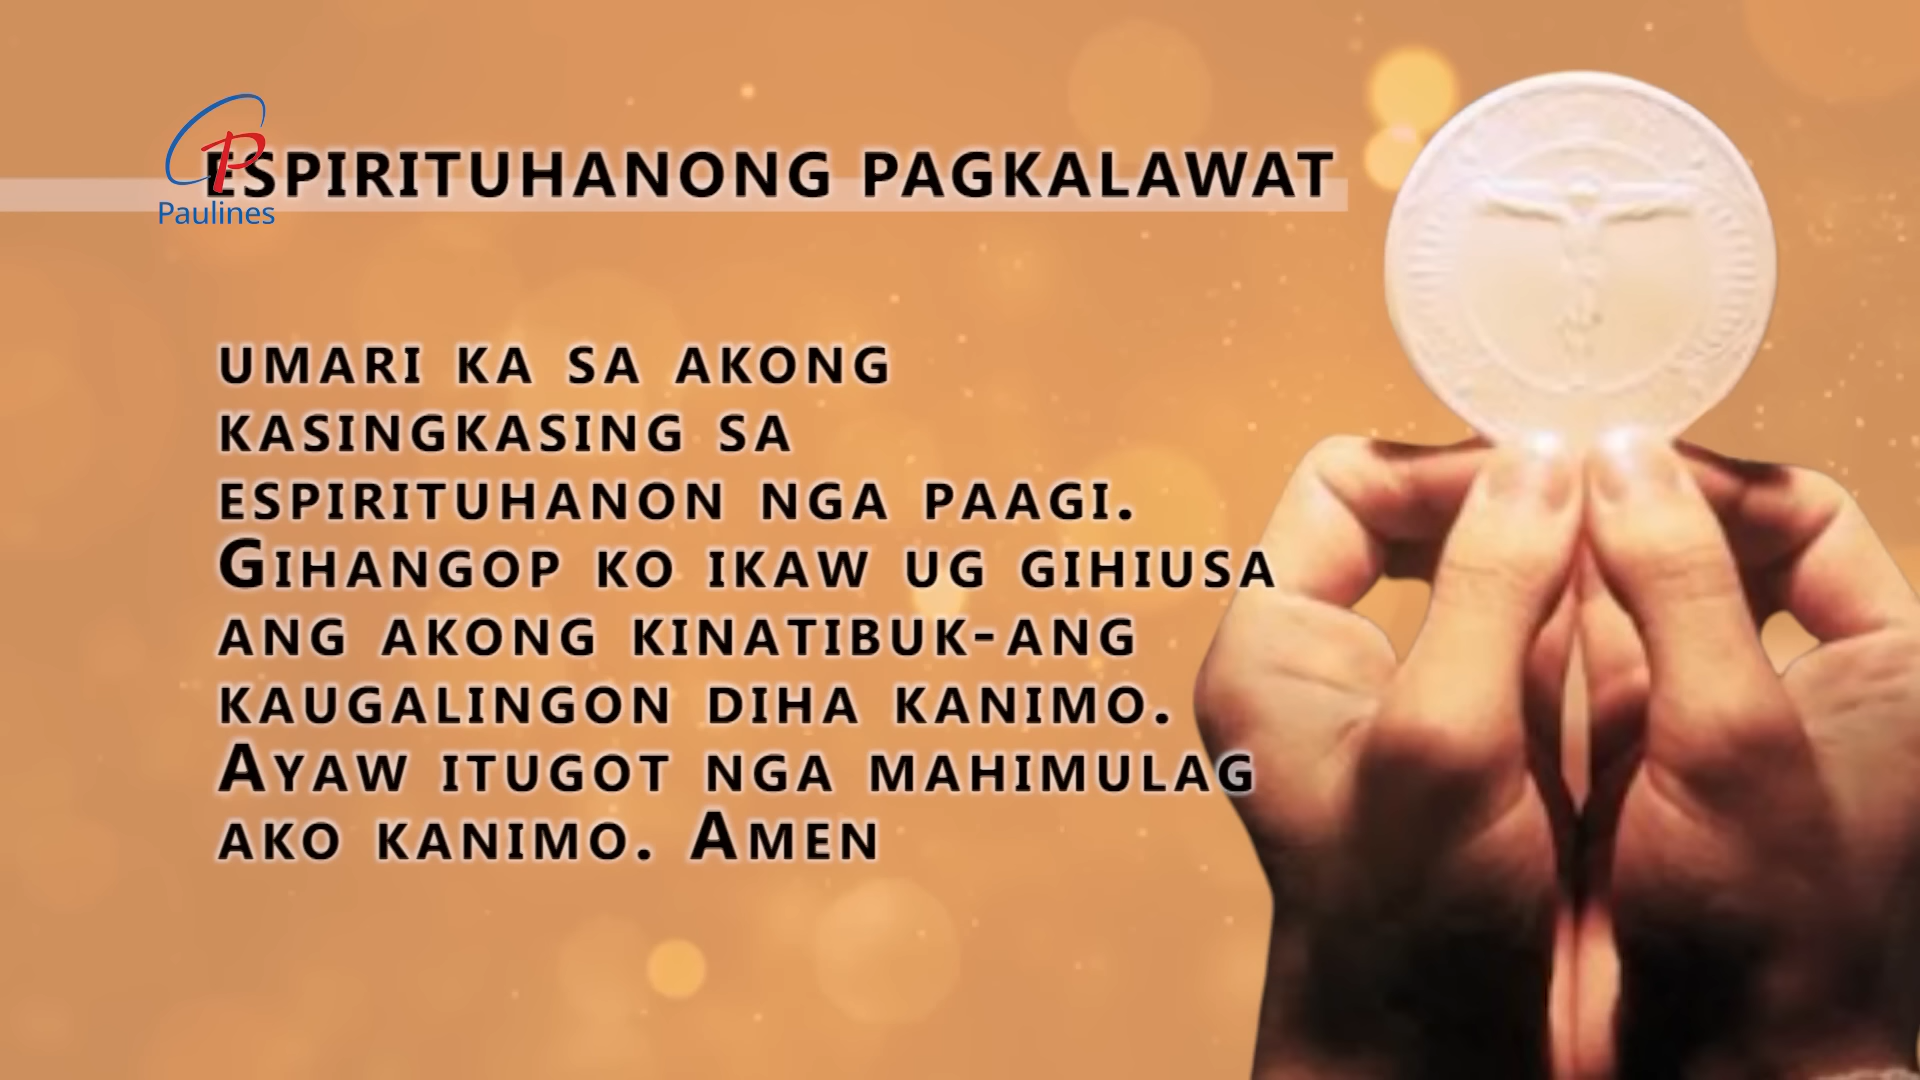 ESPIRITUHANONG PAGKALAWAT
Paulines
UMARI KA SA AKONG
KASINGKASING SA
ESPIRITUHANON NGA PAAGI.
GIHANGOP KO IKAW UG GIHIUSA
ANG AKONG KINATIBUK-ANG
KAUGALINGON DIHA KANIMO.
AYAW ITUGOT NGA MAHIMULAG
AKO KANIMO. AMEN